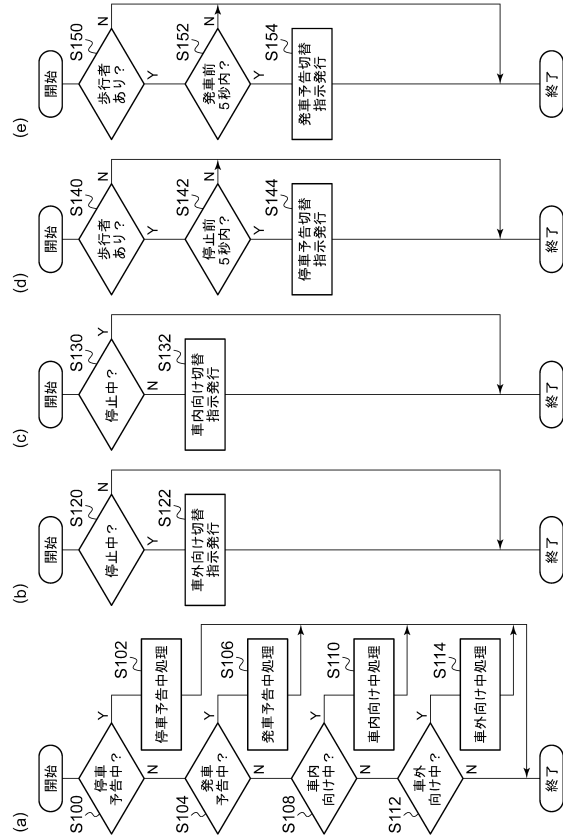 (a)
開始
S100
停車
予告中？
Y
N
S102
停車予告中処理
S104
発車
予告中？
Y
N
S106
発車予告中処理
S108
車内
向け中？
Y
N
S110
車内向け中処理
S112
車外
向け中？
Y
N
S114
車外向け中処理
終了
(b)
開始
S120
停止中？
N
Y
S122
車外向け切替
指示発行
終了
(c)
開始
S130
停止中？
Y
N
S132
車内向け切替
指示発行
終了
(d)
開始
S140
歩行者
あり？
N
Y
S142
停止前
5秒内？
N
Y
S144
停車予告切替
指示発行
終了
(e)
開始
S150
歩行者
あり？
N
Y
S152
発車前
5秒内？
N
Y
S154
発車予告切替
指示発行
終了